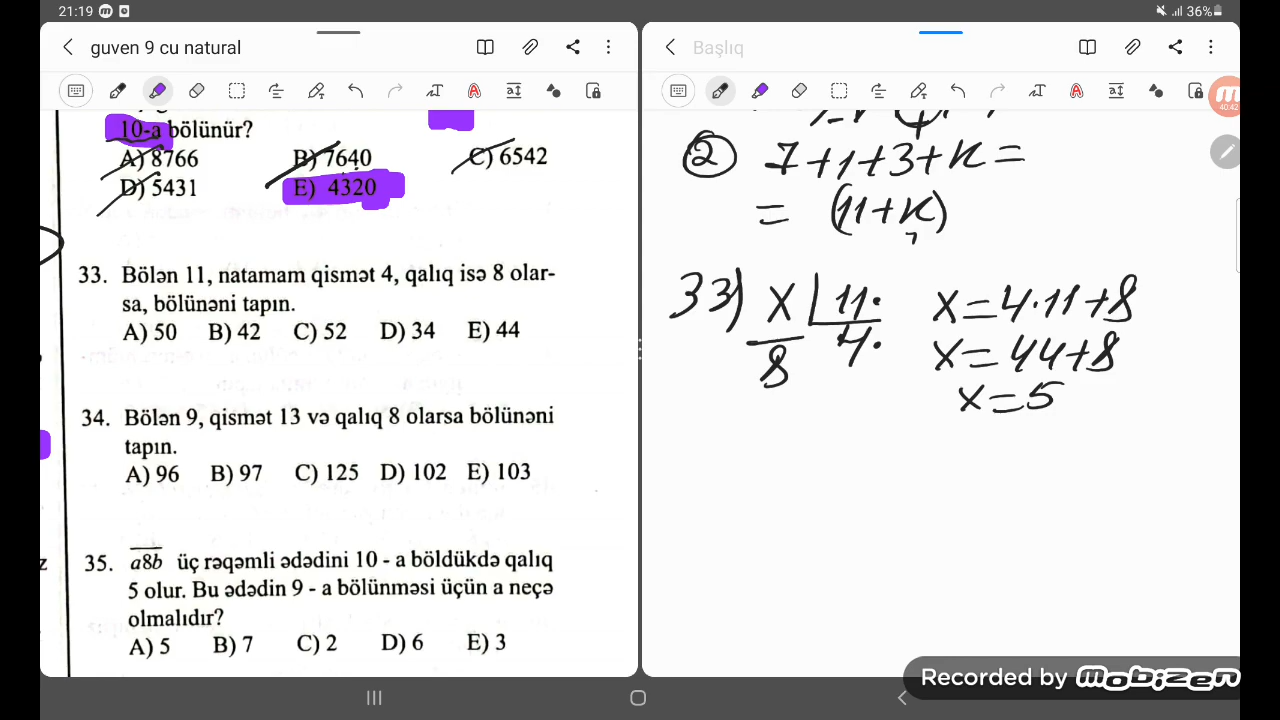 21:19
36%
guven 9 cu natural
10-a bölünür?
A) 8766 B) 7640 C) 6542
D) 5431 E) 4320
33. Bölən 11, natamam qismət 4, qalıq isə 8 olar-
sa, bölünəni tapın.
A) 50 B) 42 C) 52 D) 34 E) 44
34. Bölən 9, qismət 13 və qalıq 8 olarsa bölünəni
tapın.
A) 96 B) 97 C) 125 D) 102 E) 103
35. a8b üç rəqəmli ədədini 10 - a böldükdə qalıq
5 olur. Bu ədədin 9 - a bölünməsi üçün a neçə
olmalıdır?
A) 5 B) 7 C) 2 D) 6 E) 3
z
Başlıq
40:42
2 7+1+3+K=
= (11+K)
33) x 11 x=4·11+8
8 4 x=44+8
x=5
Recorded by mobizen